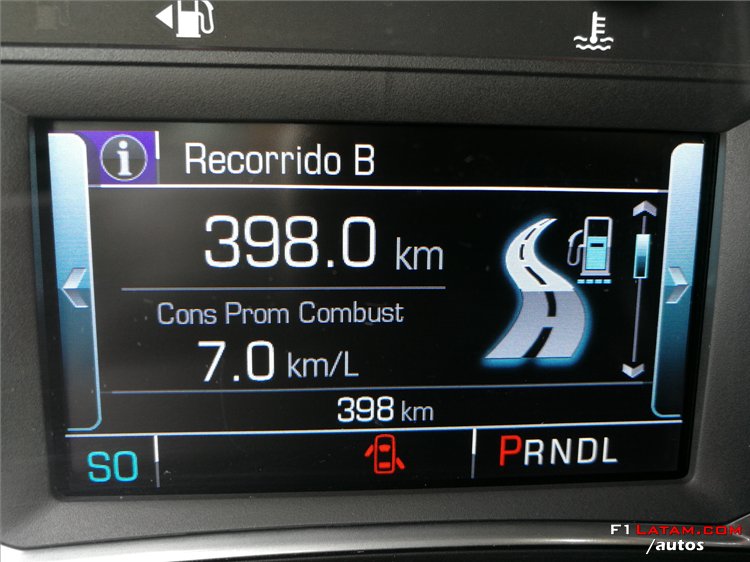 i Recorrido B
398.0 km
Cons Prom Combust
7.0 km/L
398 km
SO PRNDL
F1LATAM.COM
/autos